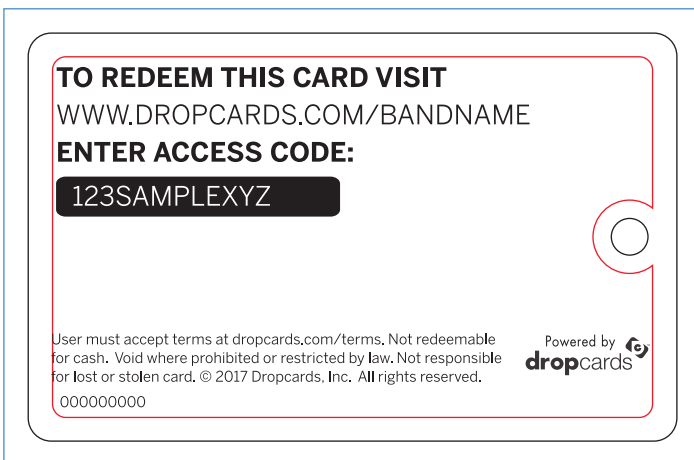 TO REDEEM THIS CARD VISIT
WWW.DROPCARDS.COM/BANDNAME
ENTER ACCESS CODE:
123SAMPLEXYZ
User must accept terms at dropcards.com/terms. Not redeemable
for cash. Void where prohibited or restricted by law. Not responsible
for lost or stolen card. © 2017 Dropcards, Inc. All rights reserved.
000000000
Powered by
dropcards